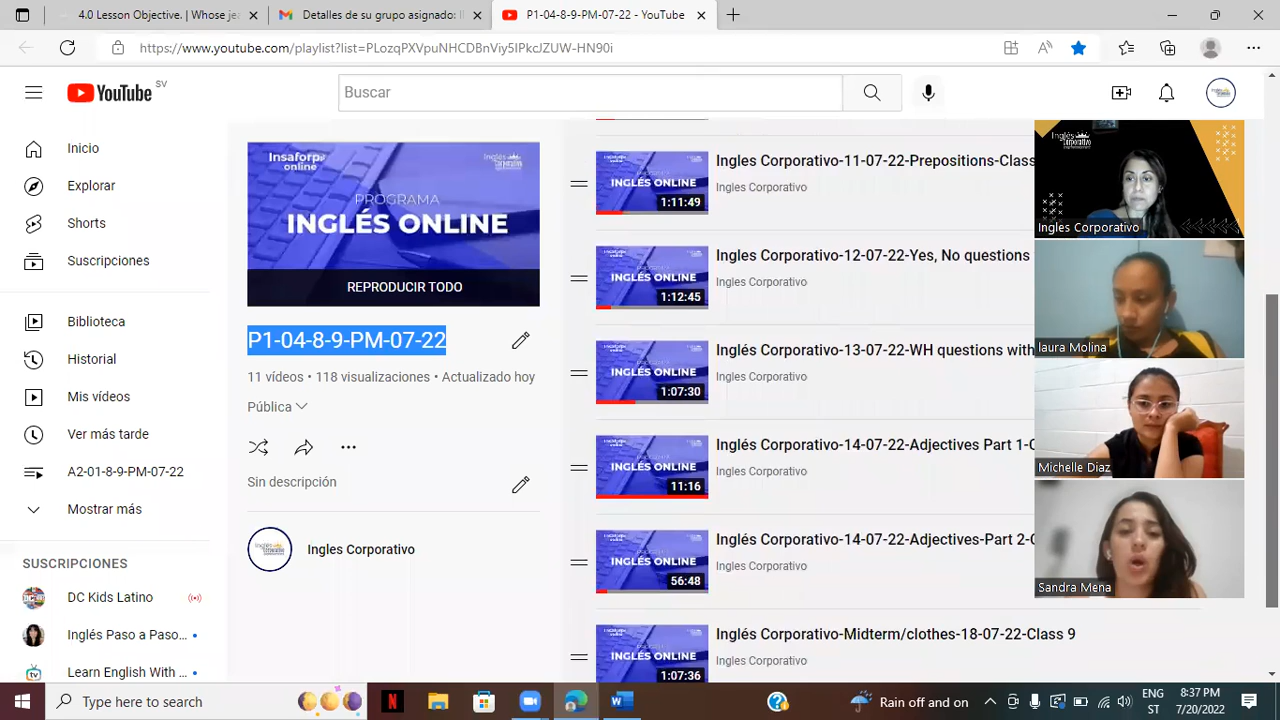 4.0 Lesson Objective. | Whose je
Detalles de su grupo asignado: I
P1-04-8-9-PM-07-22 - YouTube
https://www.youtube.com/playlist?list=PLozqPXVpuNHCDBnViy5IPkcJZUW-HN90i
YouTube SV
Buscar
Inicio
Explorar
Shorts
Suscripciones
Biblioteca
Historial
Mis vídeos
Ver más tarde
A2-01-8-9-PM-07-22
Mostrar más
SUSCRIPCIONES
DC Kids Latino
Inglés Paso a Paso...
Learn English With ...
Insaforp online
Inglés Corporativo
PROGRAMA
INGLÉS ONLINE
REPRODUCIR TODO
P1-04-8-9-PM-07-22
11 vídeos • 118 visualizaciones • Actualizado hoy
Pública
Sin descripción
Ingles Corporativo
INGLÉS ONLINE
1:11:49
Ingles Corporativo-11-07-22-Prepositions-Class
Ingles Corporativo
INGLÉS ONLINE
1:12:45
Ingles Corporativo-12-07-22-Yes, No questions
Ingles Corporativo
INGLÉS ONLINE
1:07:30
Inglés Corporativo-13-07-22-WH questions with
Ingles Corporativo
INGLÉS ONLINE
11:16
Inglés Corporativo-14-07-22-Adjectives Part 1-C
Ingles Corporativo
INGLÉS ONLINE
56:48
Inglés Corporativo-14-07-22-Adjectives-Part 2-C
Ingles Corporativo
INGLÉS ONLINE
1:07:36
Inglés Corporativo-Midterm/clothes-18-07-22-Class 9
Ingles Corporativo
Inglés Corporativo
Ingles Corporativo
laura Molina
Michelle Diaz
Sandra Mena
Type here to search
Rain off and on
ENG
ST
8:37 PM
7/20/2022